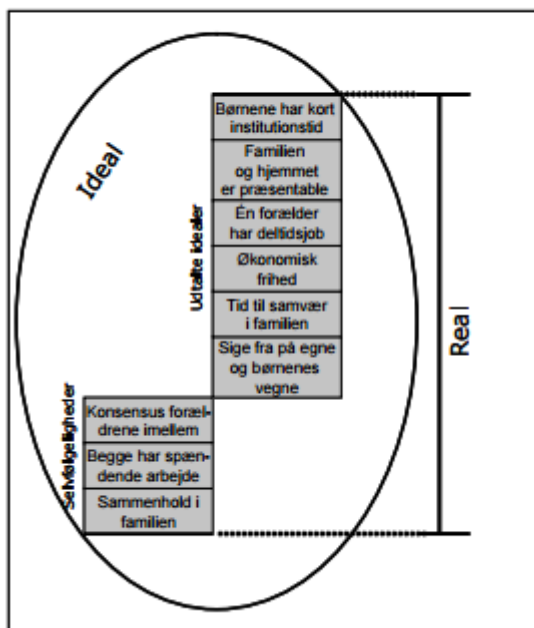 Ideal
Udtalte idealer
Børnene har kort
institutionstid
Familien
og hjemmet
er præsentable
Én forælder
har deltidsjob
Økonomisk
frihed
Tid til samvær
i familien
Sige fra på egne
og børnenes
vegne
Selvfølgeligheder
Konsensus foræl-
drene imellem
Begge har spæn-
dende arbejde
Sammenhold i
familien
Real